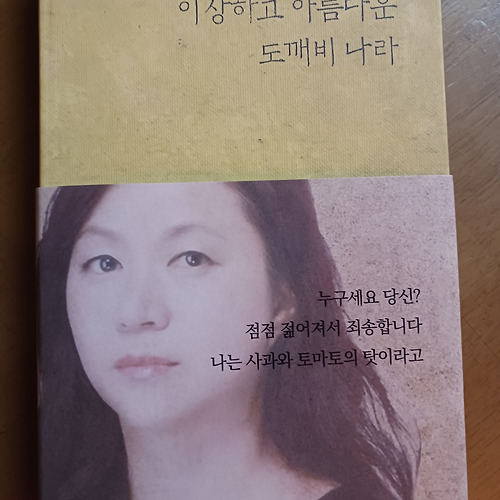 이상하고 아름다운
도깨비 나라
누구세요 당신?
점점 젊어져서 죄송합니다
나는 사과와 토마토의 탓이라고